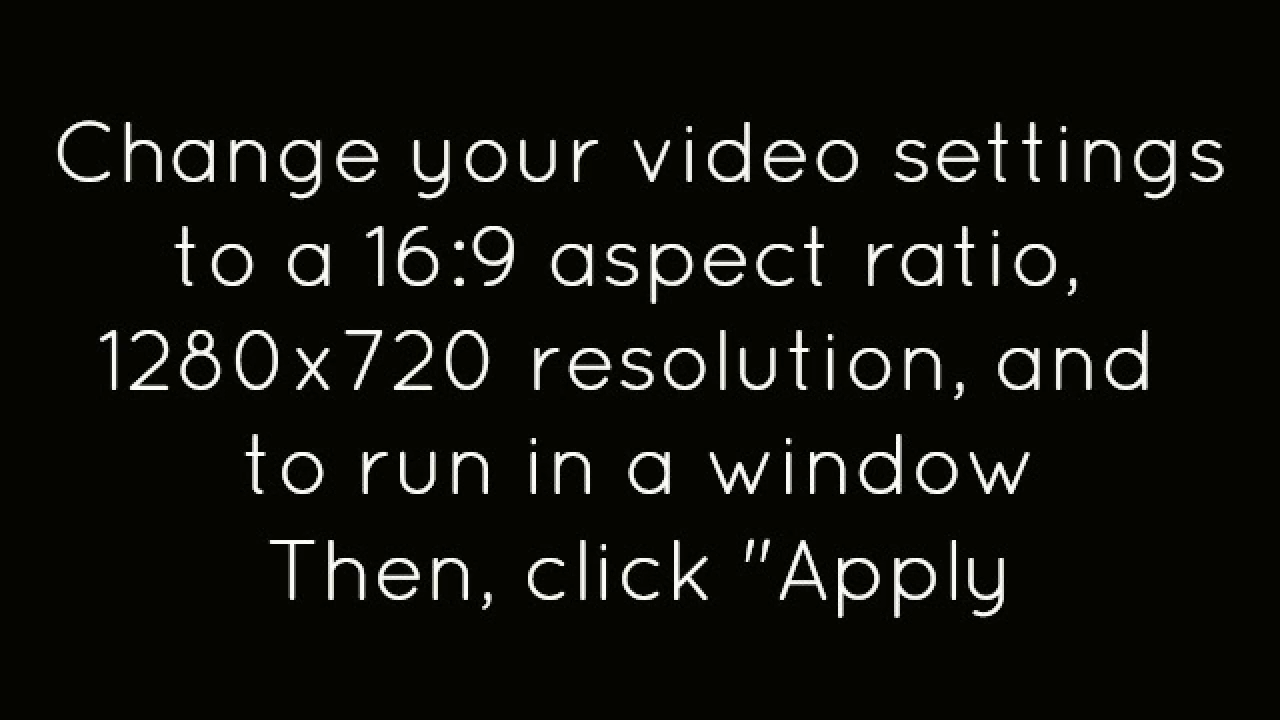 Change your video settings
to a 16:9 aspect ratio,
1280x720 resolution, and
to run in a window
Then, click "Apply